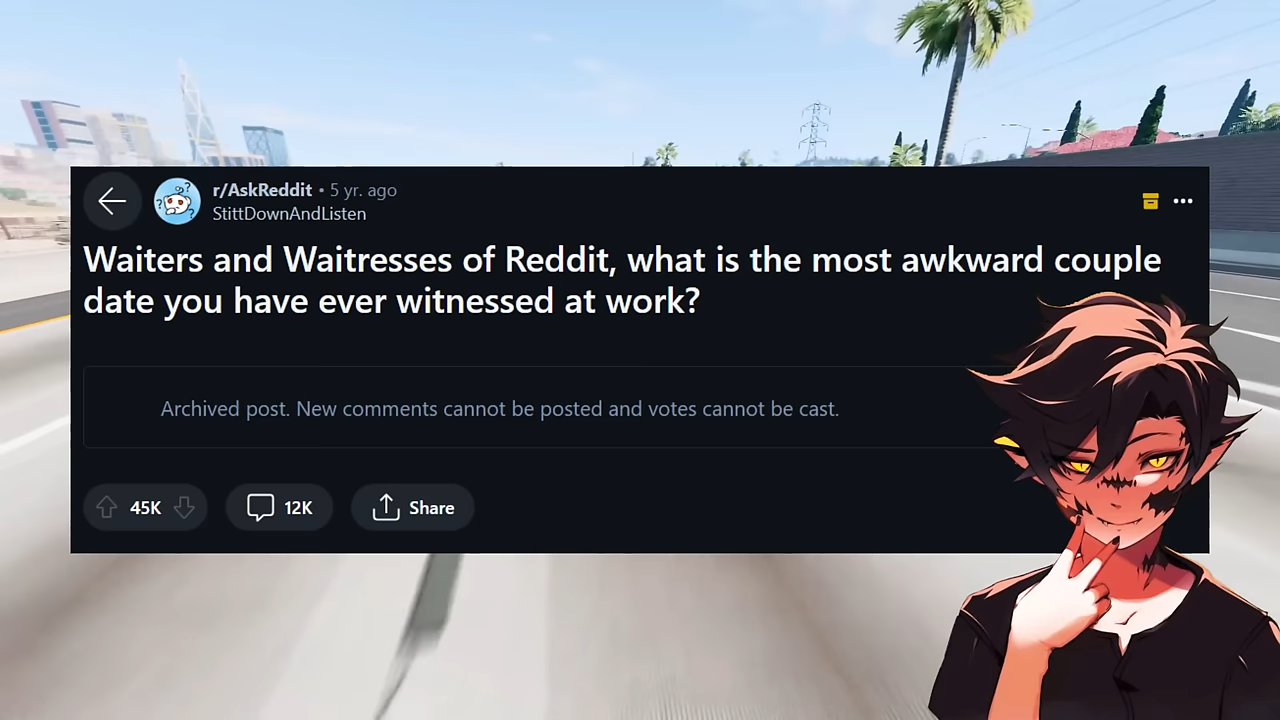 r/AskReddit • 5 yr. ago
StittDownAndListen
Waiters and Waitresses of Reddit, what is the most awkward couple
date you have ever witnessed at work?
Archived post. New comments cannot be posted and votes cannot be cast.
45K 12K Share